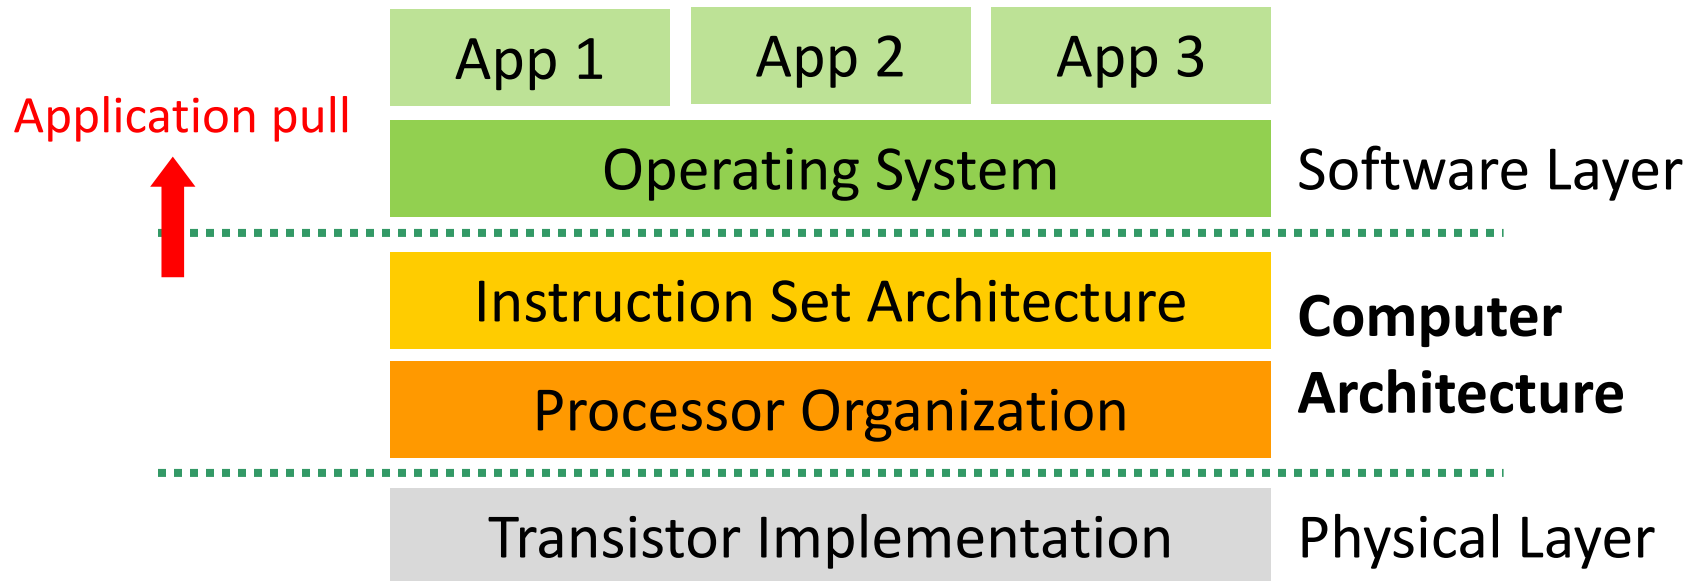 App 1
App 2
App 3
Application pull
Operating System
Software Layer
Instruction Set Architecture
Computer
Architecture
Processor Organization
Transistor Implementation
Physical Layer